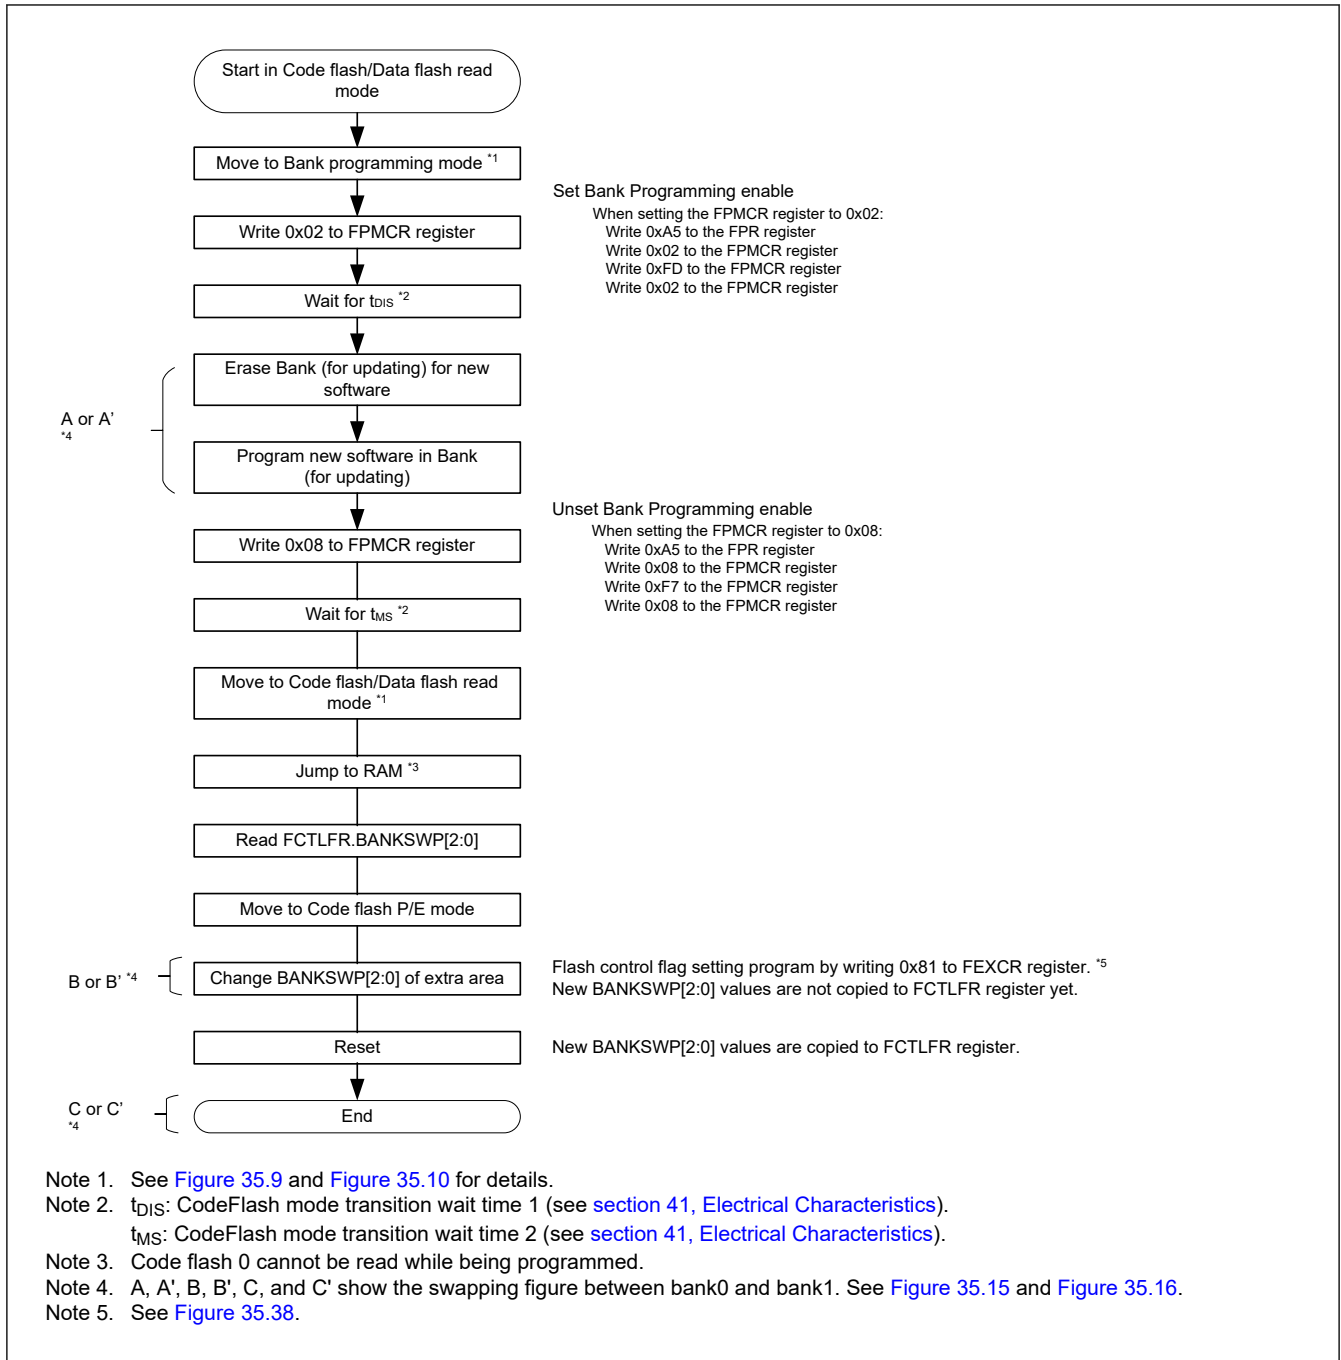 Start in Code flash/Data flash read
mode
Move to Bank programming mode *1
Set Bank Programming enable
When setting the FPMCR register to 0x02:
Write 0xA5 to the FPR register
Write 0x02 to the FPMCR register
Write 0xFD to the FPMCR register
Write 0x02 to the FPMCR register
Write 0x02 to FPMCR register
Wait for tDIS *2
Erase Bank (for updating) for new
software
A or A'
*4
Program new software in Bank
(for updating)
Unset Bank Programming enable
When setting the FPMCR register to 0x08:
Write 0xA5 to the FPR register
Write 0x08 to the FPMCR register
Write 0xF7 to the FPMCR register
Write 0x08 to the FPMCR register
Write 0x08 to FPMCR register
Wait for tMS *2
Move to Code flash/Data flash read
mode *1
Jump to RAM *3
Read FCTLFR.BANKSWP[2:0]
Move to Code flash P/E mode
B or B' *4
Change BANKSWP[2:0] of extra area
Flash control flag setting program by writing 0x81 to FEXCR register. *5
New BANKSWP[2:0] values are not copied to FCTLFR register yet.
Reset
New BANKSWP[2:0] values are copied to FCTLFR register.
C or C'
*4
End
Note 1. See Figure 35.9 and Figure 35.10 for details.
Note 2. tDIS: CodeFlash mode transition wait time 1 (see section 41, Electrical Characteristics).
tMS: CodeFlash mode transition wait time 2 (see section 41, Electrical Characteristics).
Note 3. Code flash 0 cannot be read while being programmed.
Note 4. A, A', B, B', C, and C' show the swapping figure between bank0 and bank1. See Figure 35.15 and Figure 35.16.
Note 5. See Figure 35.38.